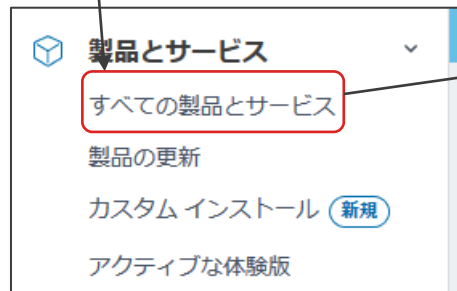 製品とサービス
すべての製品とサービス
製品の更新
カスタム インストール 新規
アクティブな体験版